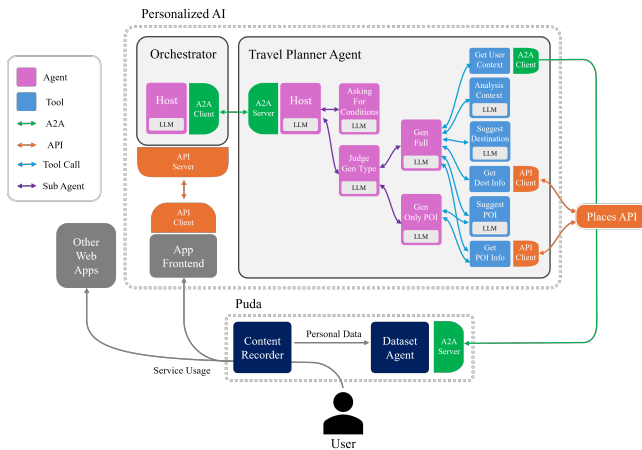 Personalized AI
Agent
Tool
A2A
API
Tool Call
Sub Agent
Orchestrator
Host
LLM
A2A
Client
API
Server
API
Client
App
Frontend
Other
Web
Apps
Travel Planner Agent
A2A
Server
Host
LLM
Asking
For
Conditions
LLM
Judge
Gen Type
LLM
Gen
Full
LLM
Gen
Only POI
LLM
Get User
Context
A2A
Client
Analysis
Context
LLM
Suggest
Destination
LLM
Get
Dest Info
API
Client
Suggest
POI
LLM
Get
POI Info
API
Client
Places API
Puda
Content
Recorder
Personal Data
Dataset
Agent
A2A
Server
Service Usage
User